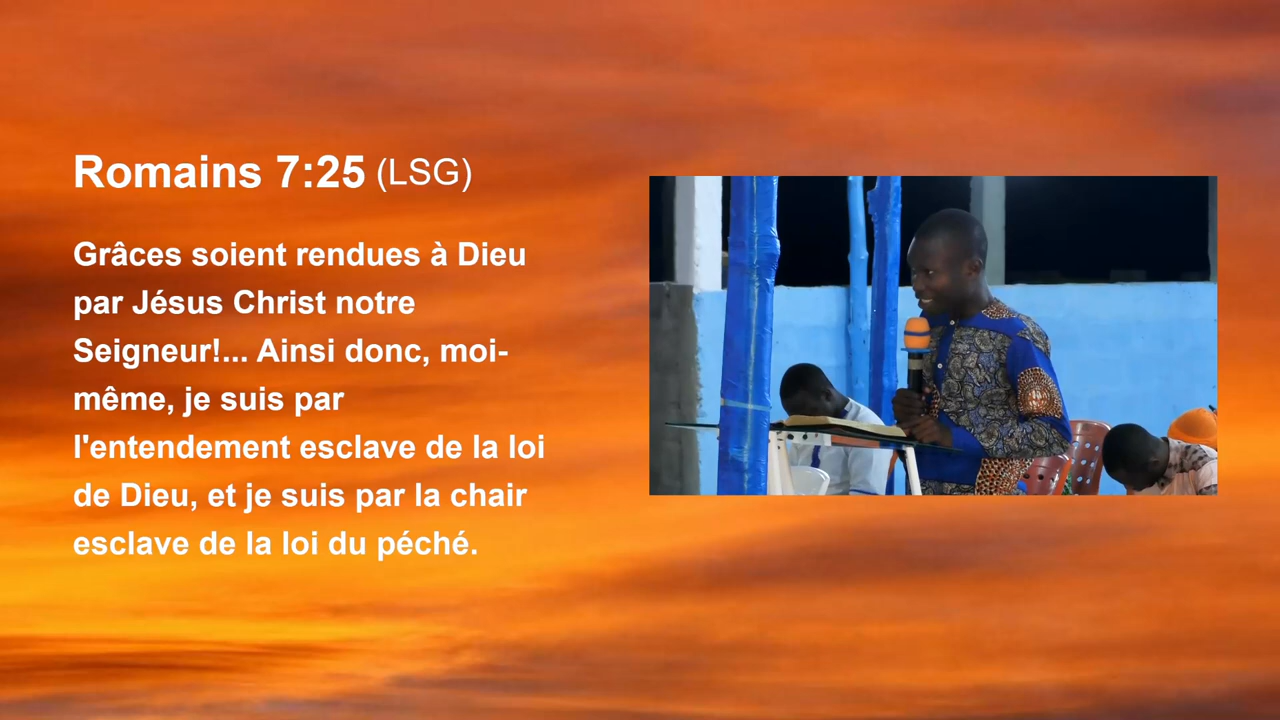 Romains 7:25 (LSG)
Grâces soient rendues à Dieu
par Jésus Christ notre
Seigneur!... Ainsi donc, moi-
même, je suis par
l'entendement esclave de la loi
de Dieu, et je suis par la chair
esclave de la loi du péché.